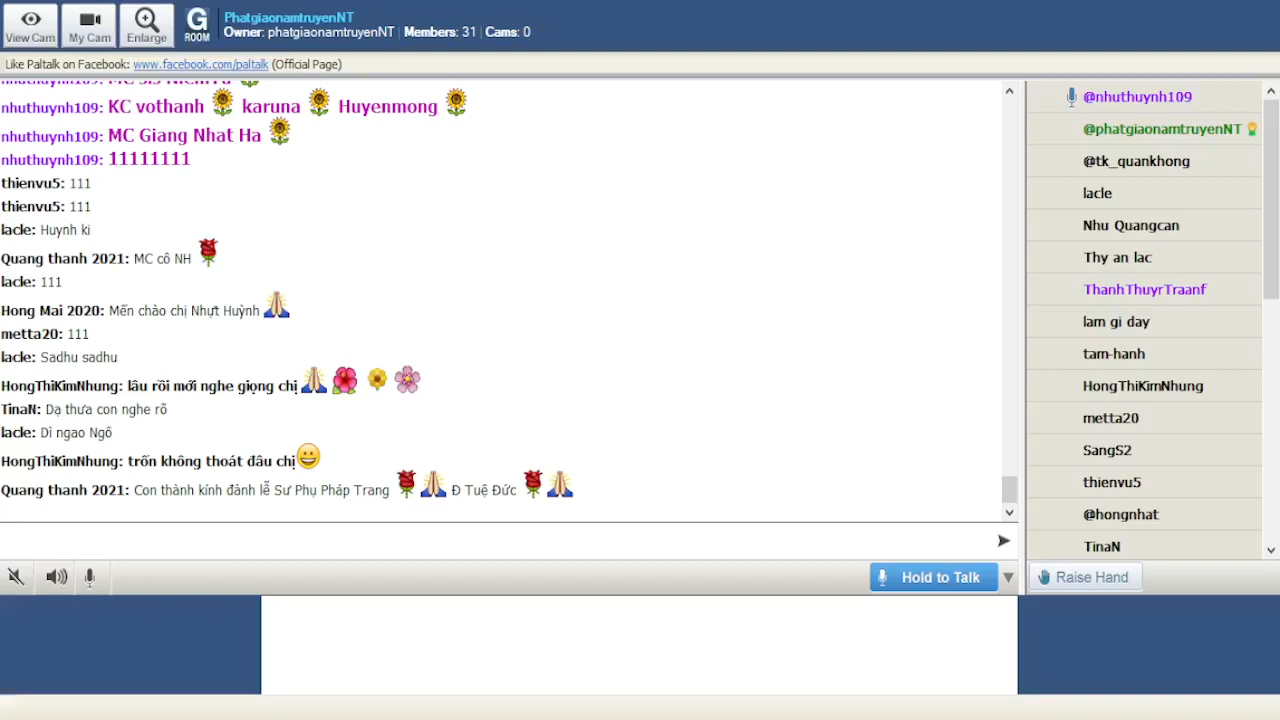 View Cam
My Cam
Enlarge
G
ROOM
PhatgiaonamtruyenNT
Owner: phatgiaonamtruyenNT | Members: 31 | Cams: 0
Like Paltalk on Facebook: www.facebook.com/paltalk (Official Page)
nhuthuynh109: MC
nhuthuynh109: KC vothanh karuna Huyenmong
nhuthuynh109: MC Giang Nhat Ha
nhuthuynh109: 11111111
thienvu5: 111
thienvu5: 111
lacle: Huynh ki
Quang thanh 2021: MC cô NH
lacle: 111
Hong Mai 2020: Mến chào chị Nhựt Huỳnh
metta20: 111
lacle: Sadhu sadhu
HongThiKimNhung: lâu rồi mới nghe giọng chị
TinaN: Dạ thưa con nghe rõ
lacle: Dì ngao Ngô
HongThiKimNhung: trốn không thoát đâu chị
Quang thanh 2021: Con thành kính đảnh lễ Sư Phụ Pháp Trang Đ Tuệ Đức
Hold to Talk
@nhuthuynh109
@phatgiaonamtruyenNT
@tk_quankhong
lacle
Nhu Quangcan
Thy an lac
ThanhThuyrTraanf
lam gi day
tam-hanh
HongThiKimNhung
metta20
SangS2
thienvu5
@hongnhat
TinaN
Raise Hand